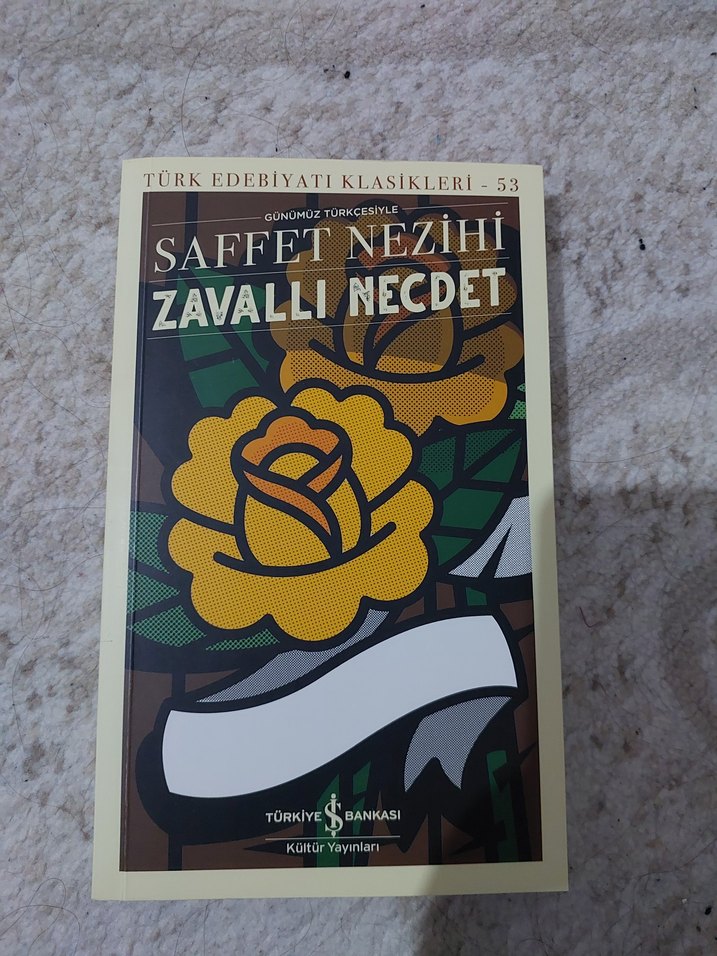 TÜRK EDEBİYATI KLASİKLERİ - 53
GÜNÜMÜZ TÜRKÇESİYLE
SAFFET NEZİHİ
ZAVALLI NECDET
TÜRKİYE İŞ BANKASI
Kültür Yayınları